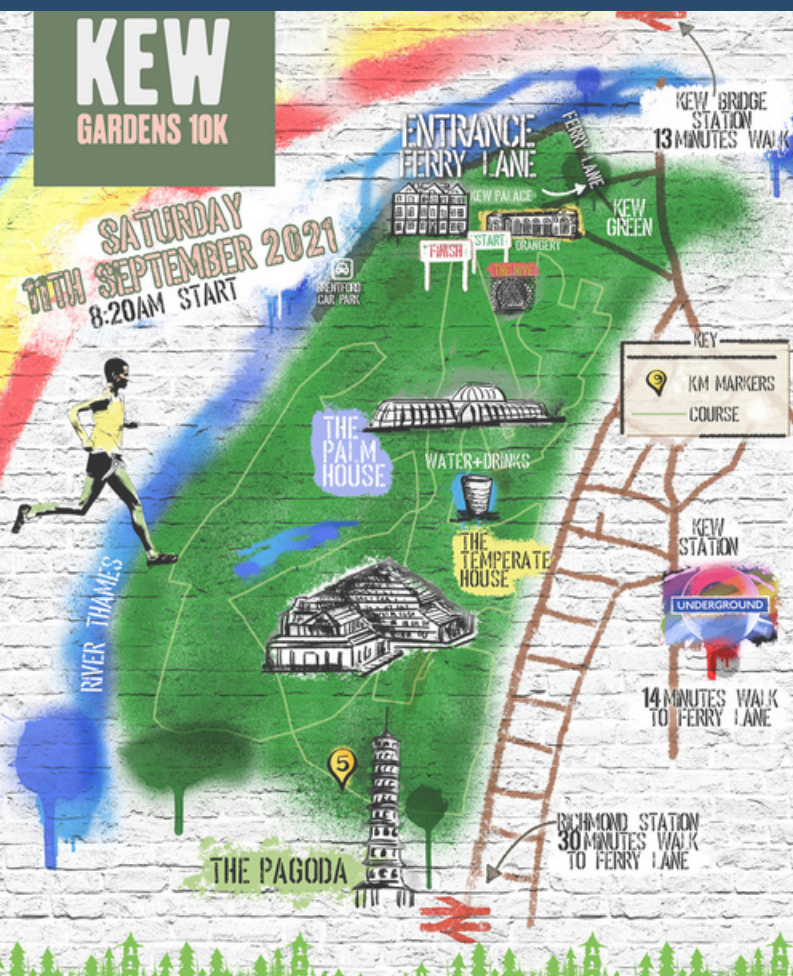 KEW
GARDENS 10K
SATURDAY
11TH SEPTEMBER 2021
8:20AM START
KEW BRIDGE
STATION
13 MINUTES WALK
ENTRANCE
FERRY LANE
FERRY LANE
KEW PALACE
KEW
GREEN
FINISH
START
ORANGERY
THE HIVE
BRENTFORD
CAR PARK
KEY
9
KM MARKERS
COURSE
THE
PALM
HOUSE
WATER+DRINKS
THE
TEMPERATE
HOUSE
KEW
STATION
UNDERGROUND
14 MINUTES WALK
TO FERRY LANE
RIVER THAMES
5
THE PAGODA
RICHMOND STATION
30 MINUTES WALK
TO FERRY LANE